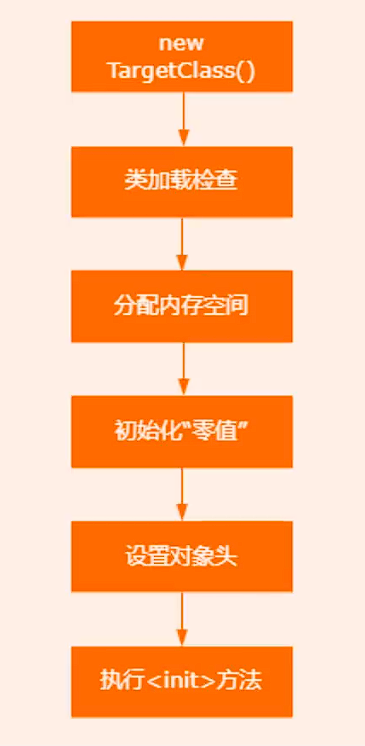 new
TargetClass()
类加载检查
分配内存空间
初始化“零值”
设置对象头
执行<init>方法